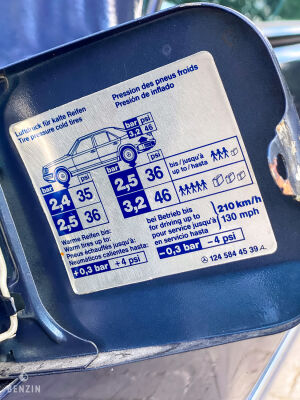 Luftdruck für kalte Reifen
Tire pressure cold tires
Pression des pneus froids
Presión de inflado
bar psi
3,2 46
bar psi
2,4 35
2,5 36
bar psi
2,5 36
3,2 46
bis / jusqu'à
up to / hasta
Warme Reifen bis:
Warm tires up to:
Pneus échauffés jusqu'à:
Neumáticos calientes hasta:
+0,3 bar +4 psi
bei Betrieb bis
for driving up to
pour service jusqu'à
en servicio hasta
210 km/h
130 mph
-0,3 bar -4 psi
124 584 45 39
BENZIN